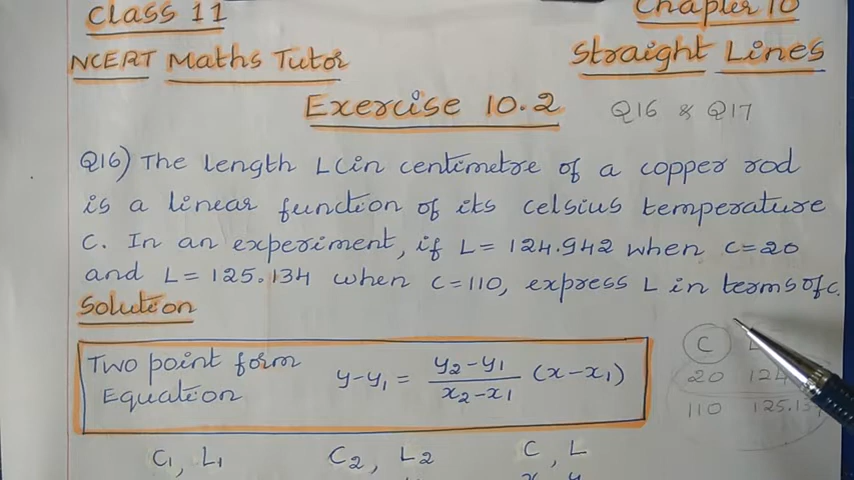 Class 11
Chapter 10
NCERT Maths Tutor
Straight Lines
Exercise 10.2
Q16 & Q17
Q16) The length L(in centimetre of a copper rod
is a linear function of its celsius temperature
C. In an experiment, if L = 124.942 when C=20
and L = 125.134 when C=110, express L in terms of C.
Solution
Two point form
Equation
y-y₁ = y₂-y₁ / x₂-x₁ (x-x₁)
C
20 124
110 125.134
C₁, L₁ C₂, L₂ C, L